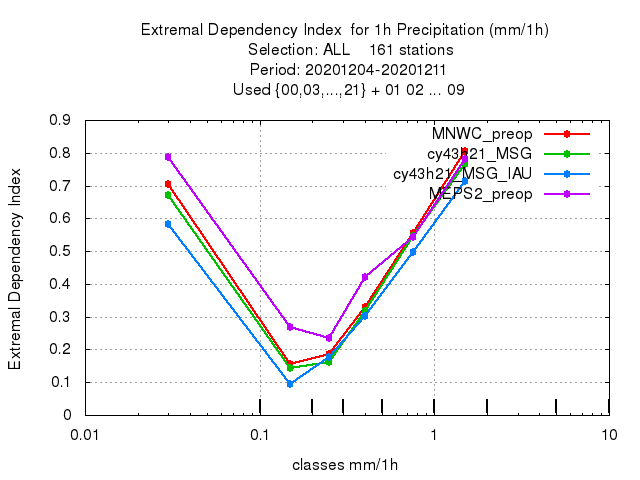 Extremal Dependency Index  for 1h Precipitation (mm/1h)
Selection: ALL    161 stations
Period: 20201204-20201211
Used {00,03,...,21} + 01 02 ... 09
Extremal Dependency Index
0.9
0.8
0.7
0.6
0.5
0.4
0.3
0.2
0.1
0
MNWC_preop
cy43h21_MSG
cy43h21_MSG_IAU
MEPS2_preop
0.01
0.1
1
10
classes mm/1h